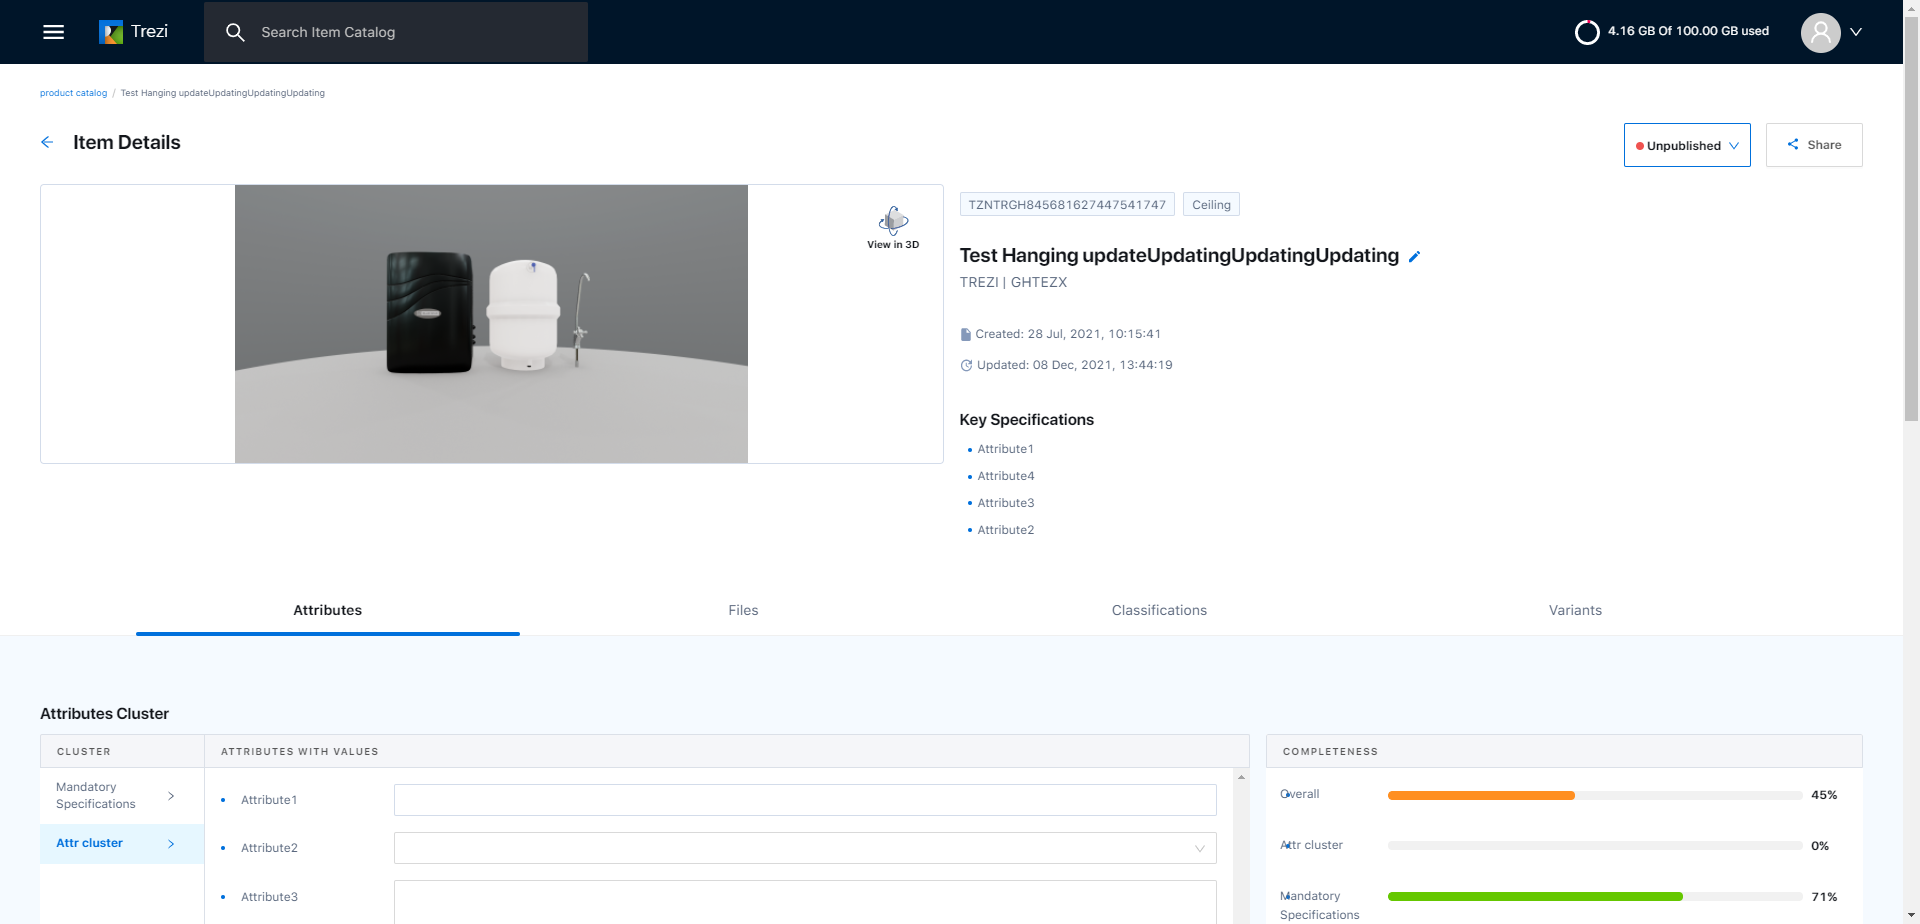 Trezi
Search Item Catalog
4.16 GB Of 100.00 GB used
product catalog / Test Hanging updateUpdatingUpdatingUpdating
Item Details
Unpublished
Share
View in 3D
TZNTRGH845681627447541747
Ceiling
Test Hanging updateUpdatingUpdatingUpdating
TREZI | GHTEZX
Created: 28 Jul, 2021, 10:15:41
Updated: 08 Dec, 2021, 13:44:19
Key Specifications
Attribute1
Attribute4
Attribute3
Attribute2
Attributes
Files
Classifications
Variants
Attributes Cluster
CLUSTER
ATTRIBUTES WITH VALUES
COMPLETENESS
Mandatory
Specifications
Attr cluster
Attribute1
Attribute2
Attribute3
Overall
45%
Attr cluster
0%
Mandatory
Specifications
71%